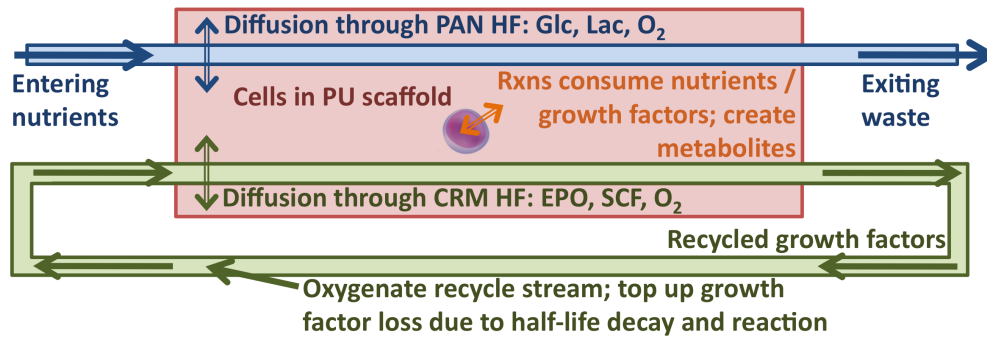 Diffusion through PAN HF: Glc, Lac, O₂
Entering
nutrients
Cells in PU scaffold
Rxns consume nutrients /
growth factors; create
metabolites
Exiting
waste
Diffusion through CRM HF: EPO, SCF, O₂
Recycled growth factors
Oxygenate recycle stream; top up growth
factor loss due to half-life decay and reaction